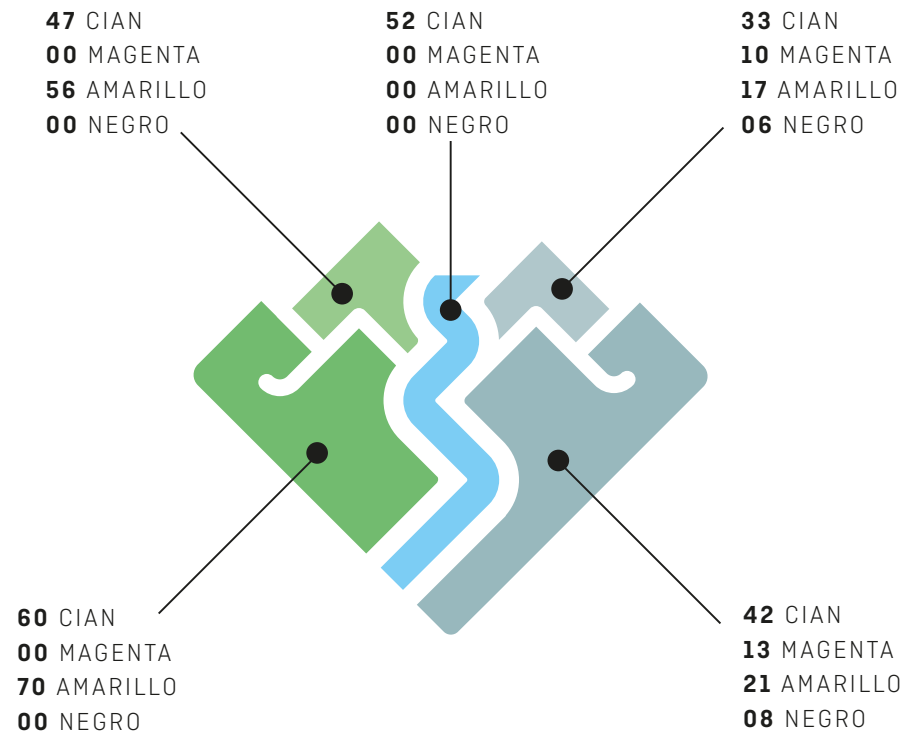 47 CIAN
00 MAGENTA
56 AMARILLO
00 NEGRO
52 CIAN
00 MAGENTA
00 AMARILLO
00 NEGRO
33 CIAN
10 MAGENTA
17 AMARILLO
06 NEGRO
60 CIAN
00 MAGENTA
70 AMARILLO
00 NEGRO
42 CIAN
13 MAGENTA
21 AMARILLO
08 NEGRO